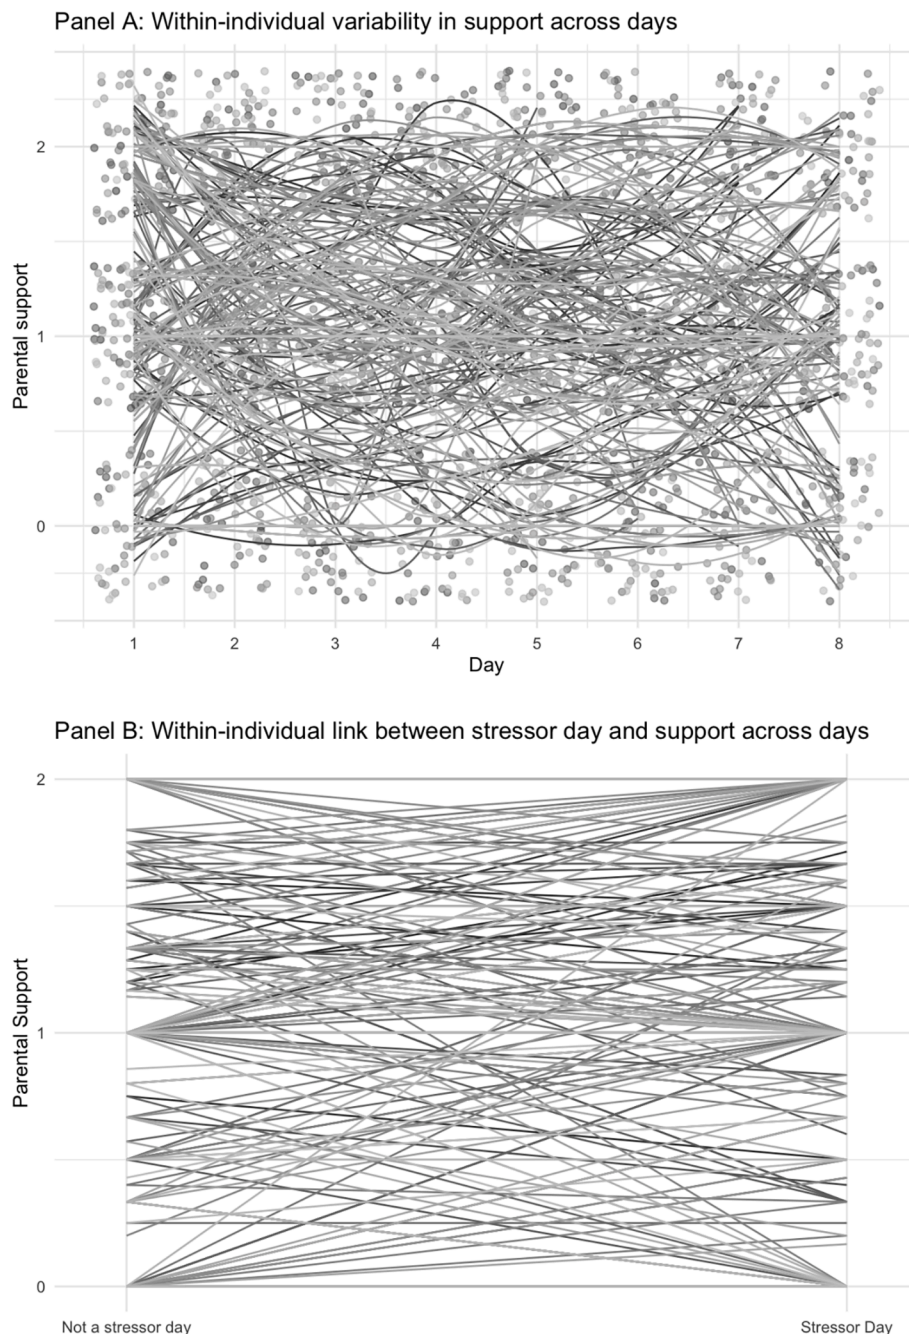 Panel A: Within-individual variability in support across days
2
1
0
Parental support
1 2 3 4 5 6 7 8
Day
Panel B: Within-individual link between stressor day and support across days
2
1
0
Parental Support
Not a stressor day Stressor Day